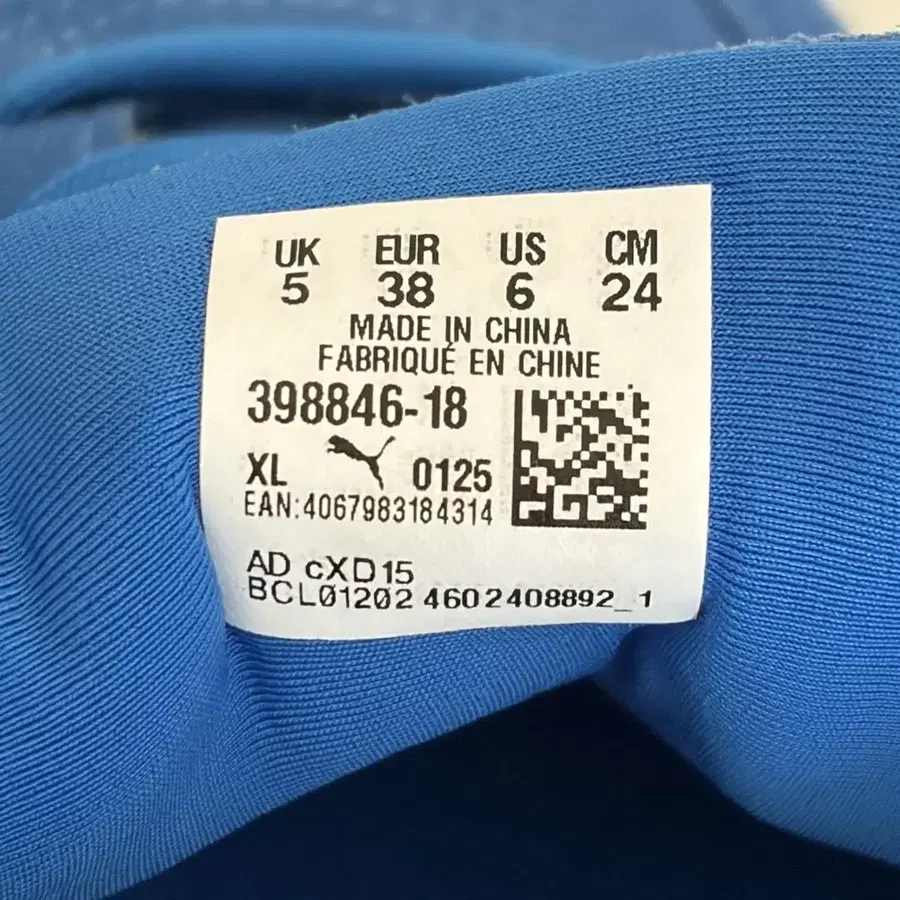 UK EUR US CM
5 38 6 24
MADE IN CHINA
FABRIQUÉ EN CHINE
398846-18
XL 0125
EAN:4067983184314
AD cXD15
BCL01202 4602408892_1